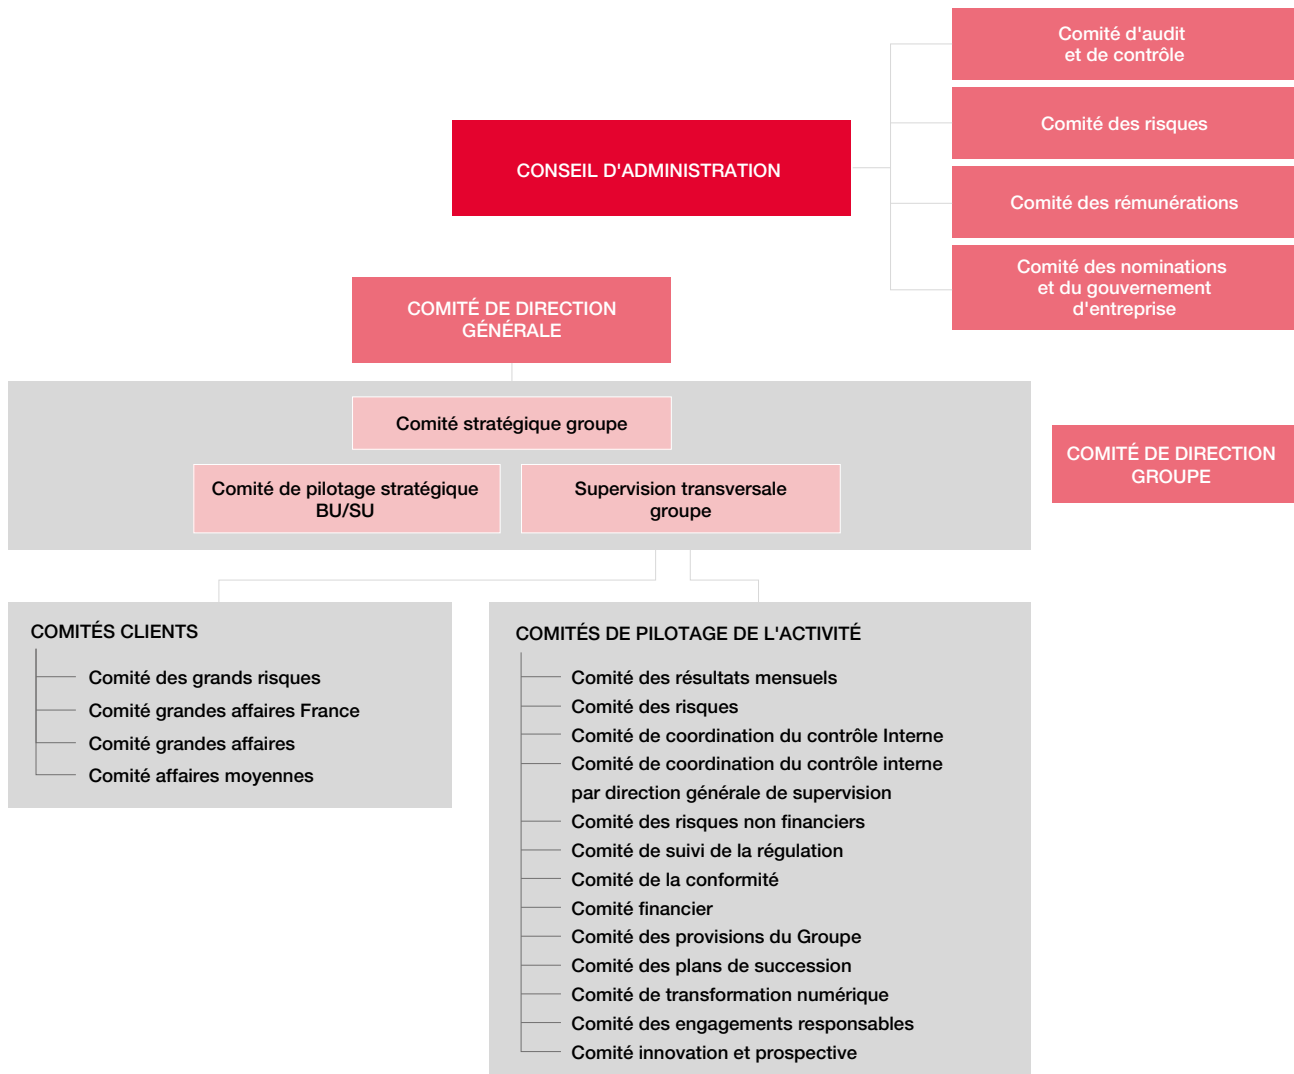 Comité d'audit
et de contrôle
Comité des risques
CONSEIL D'ADMINISTRATION
Comité des rémunérations
Comité des nominations
et du gouvernement
d'entreprise
COMITÉ DE DIRECTION
GÉNÉRALE
Comité stratégique groupe
Comité de pilotage stratégique
BU/SU
Supervision transversale
groupe
COMITÉ DE DIRECTION
GROUPE
COMITÉS CLIENTS
Comité des grands risques
Comité grandes affaires France
Comité grandes affaires
Comité affaires moyennes
COMITÉS DE PILOTAGE DE L'ACTIVITÉ
Comité des résultats mensuels
Comité des risques
Comité de coordination du contrôle Interne
Comité de coordination du contrôle interne
par direction générale de supervision
Comité des risques non financiers
Comité de suivi de la régulation
Comité de la conformité
Comité financier
Comité des provisions du Groupe
Comité des plans de succession
Comité de transformation numérique
Comité des engagements responsables
Comité innovation et prospective